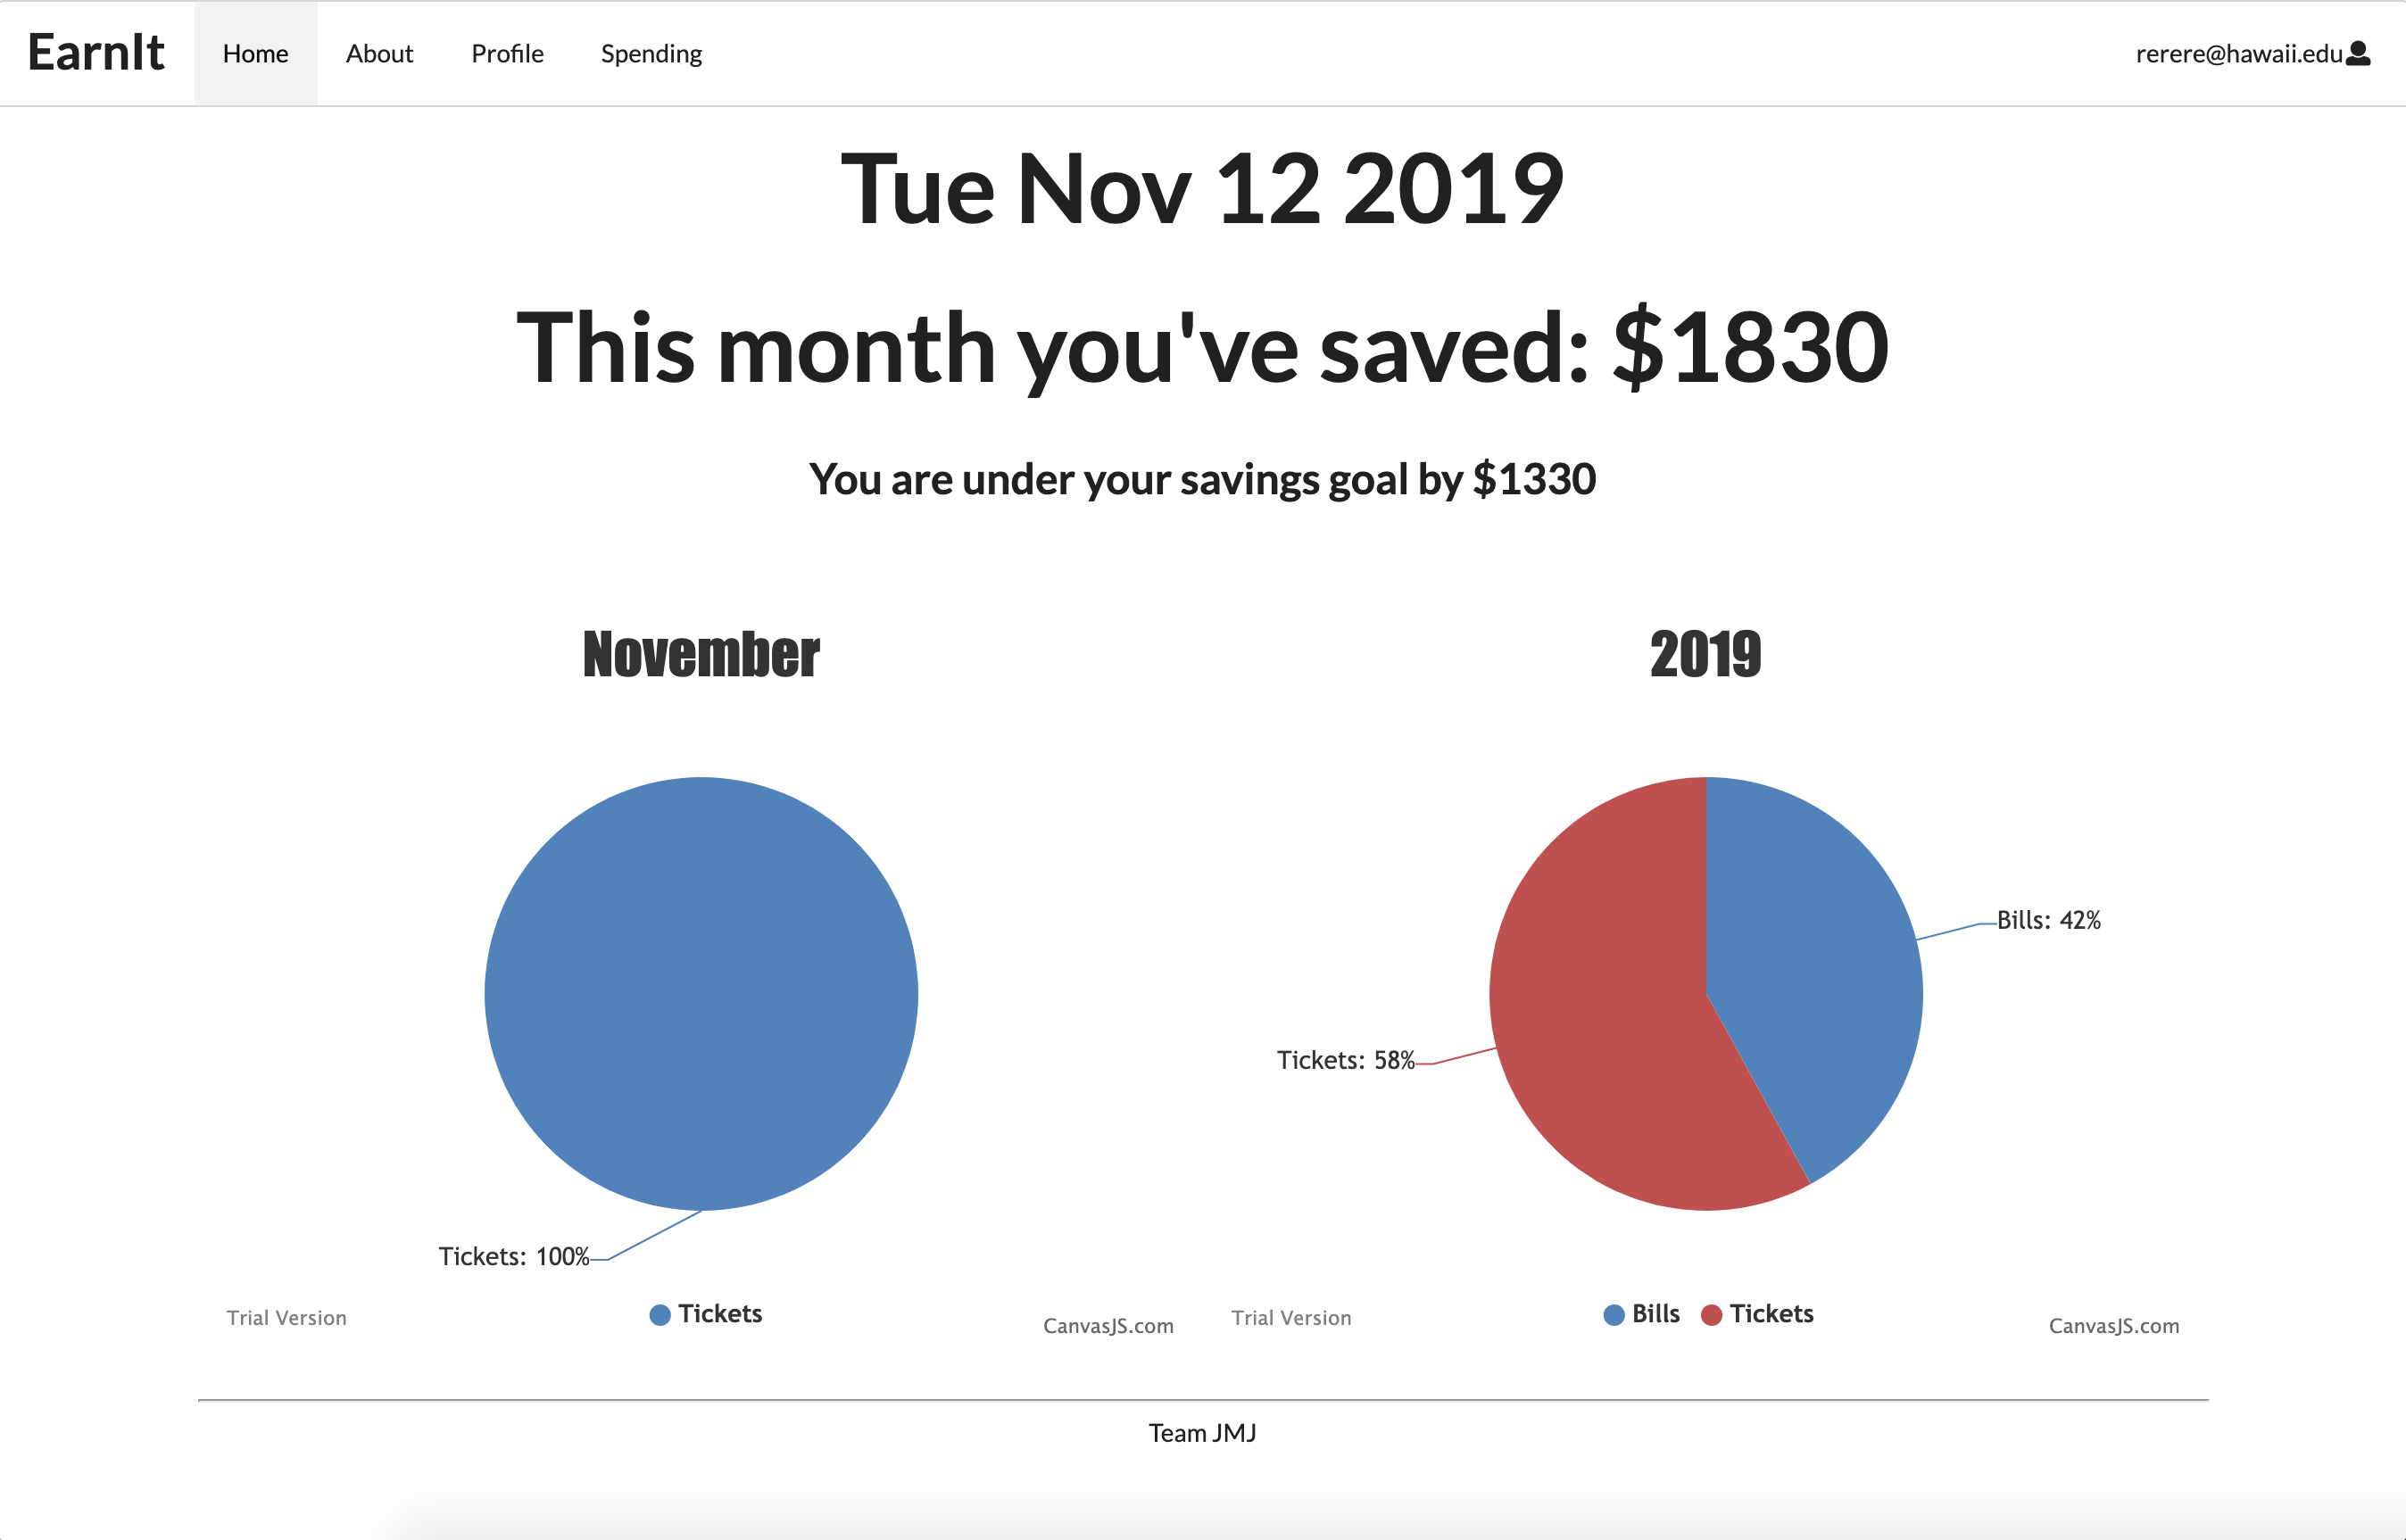 EarnIt Home About Profile Spending rerere@hawaii.edu
Tue Nov 12 2019
This month you've saved: $1830
You are under your savings goal by $1330
November
Tickets: 100%
Tickets
Trial Version
CanvasJS.com
2019
Bills: 42%
Tickets: 58%
Bills Tickets
Trial Version
CanvasJS.com
Team JMJ